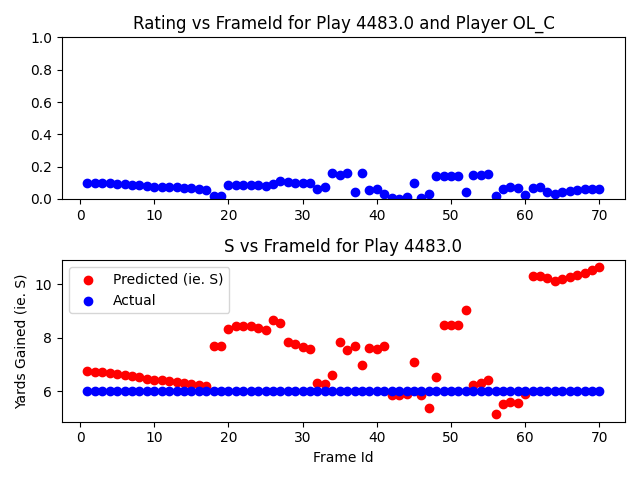 Rating vs FrameId for Play 4483.0 and Player OL_C
1.0
0.8
0.6
0.4
0.2
0.0
0 10 20 30 40 50 60 70
S vs FrameId for Play 4483.0
Yards Gained (ie. S)
10
8
6
Predicted (ie. S)
Actual
0 10 20 30 40 50 60 70
Frame Id